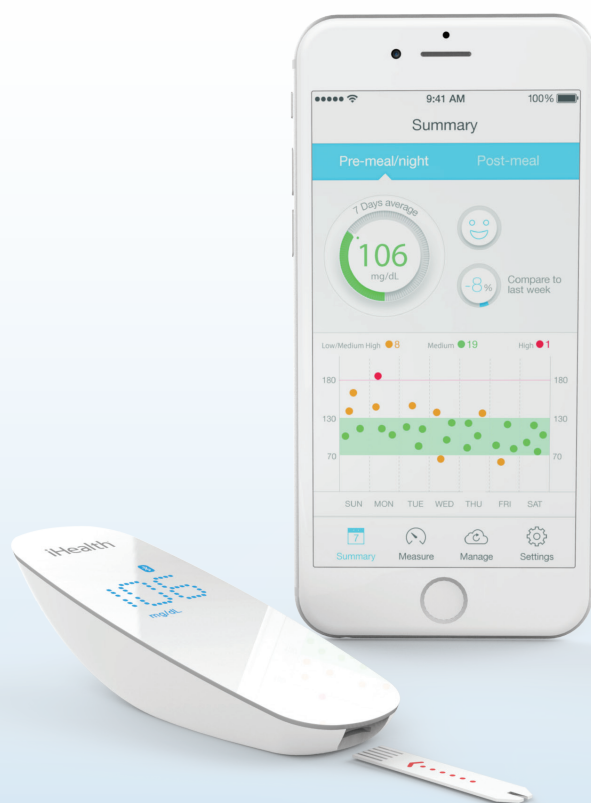 9:41 AM
100%
Summary
Pre-meal/night
Post-meal
7 Days average
106
mg/dL
-8%
Compare to
last week
Low/Medium High 8
Medium 19
High 1
180
180
130
130
70
70
SUN MON TUE WED THU FRI SAT
7
Summary
Measure
Manage
Settings
iHealth
106
mg/dL